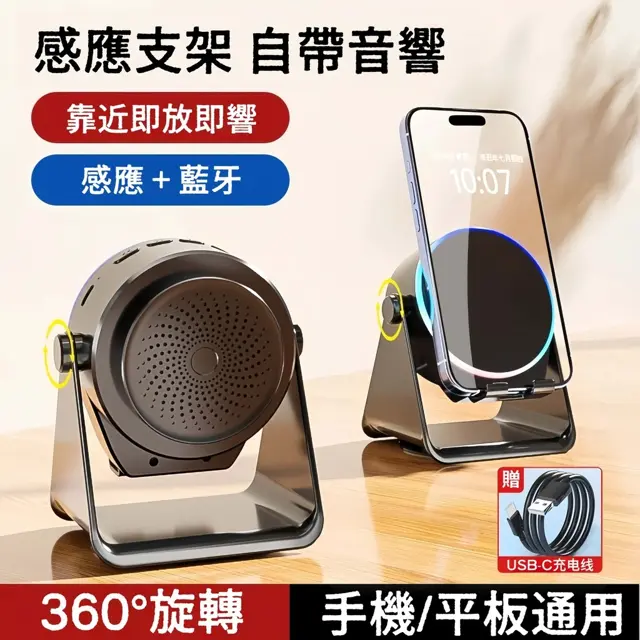 感應支架 自帶音響
靠近即放即響
感應 + 藍牙
10:07
贈
USB-C充电线
360°旋轉
手機/平板通用